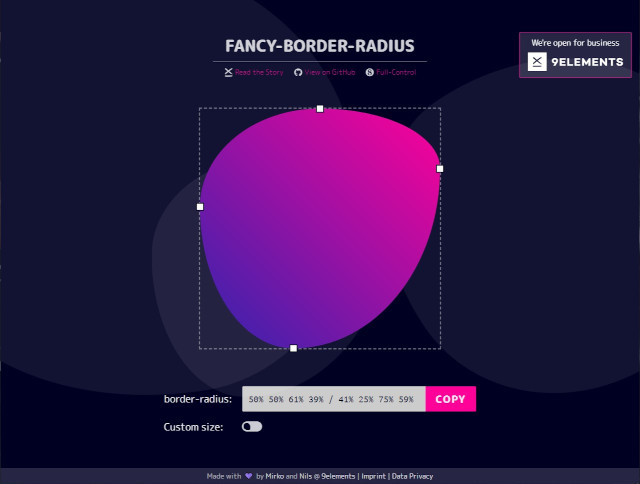 FANCY-BORDER-RADIUS
We're open for business
9ELEMENTS
Read the Story View on GitHub Full-Control
border-radius: 50% 50% 61% 39% / 41% 25% 75% 59% COPY
Custom size:
Made with 💜 by Mirko and Nils @ 9elements | Imprint | Data Privacy